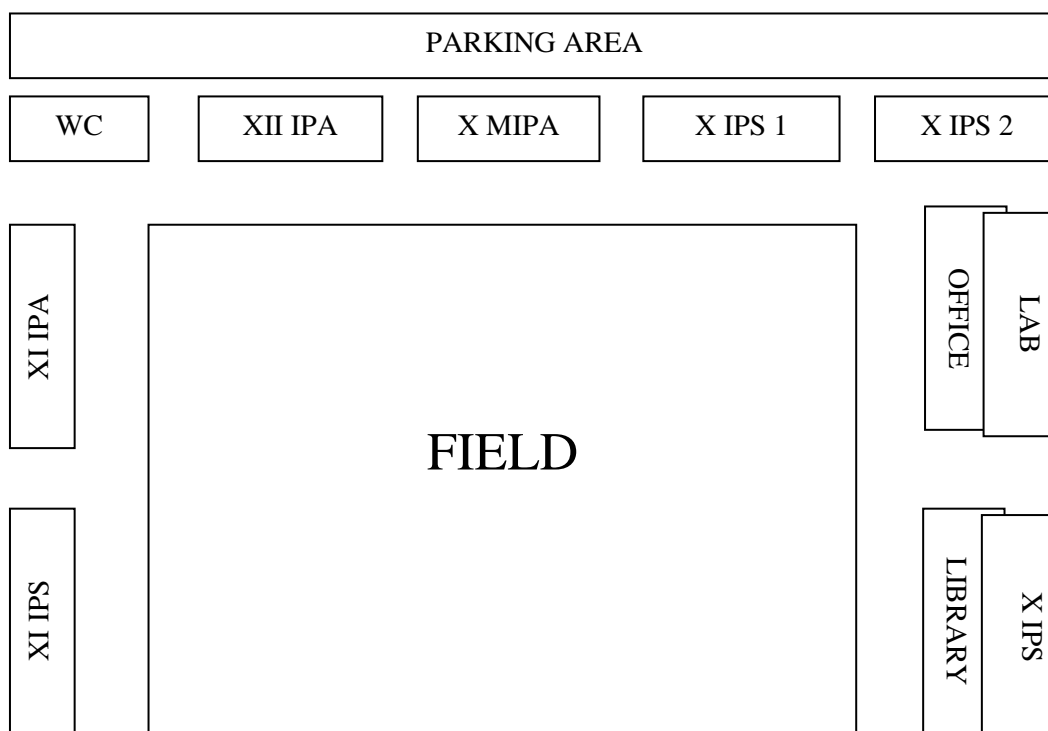 PARKING AREA
WC
XII IPA
X MIPA
X IPS 1
X IPS 2
XI IPA
OFFICE
LAB
FIELD
XI IPS
LIBRARY
X IPS